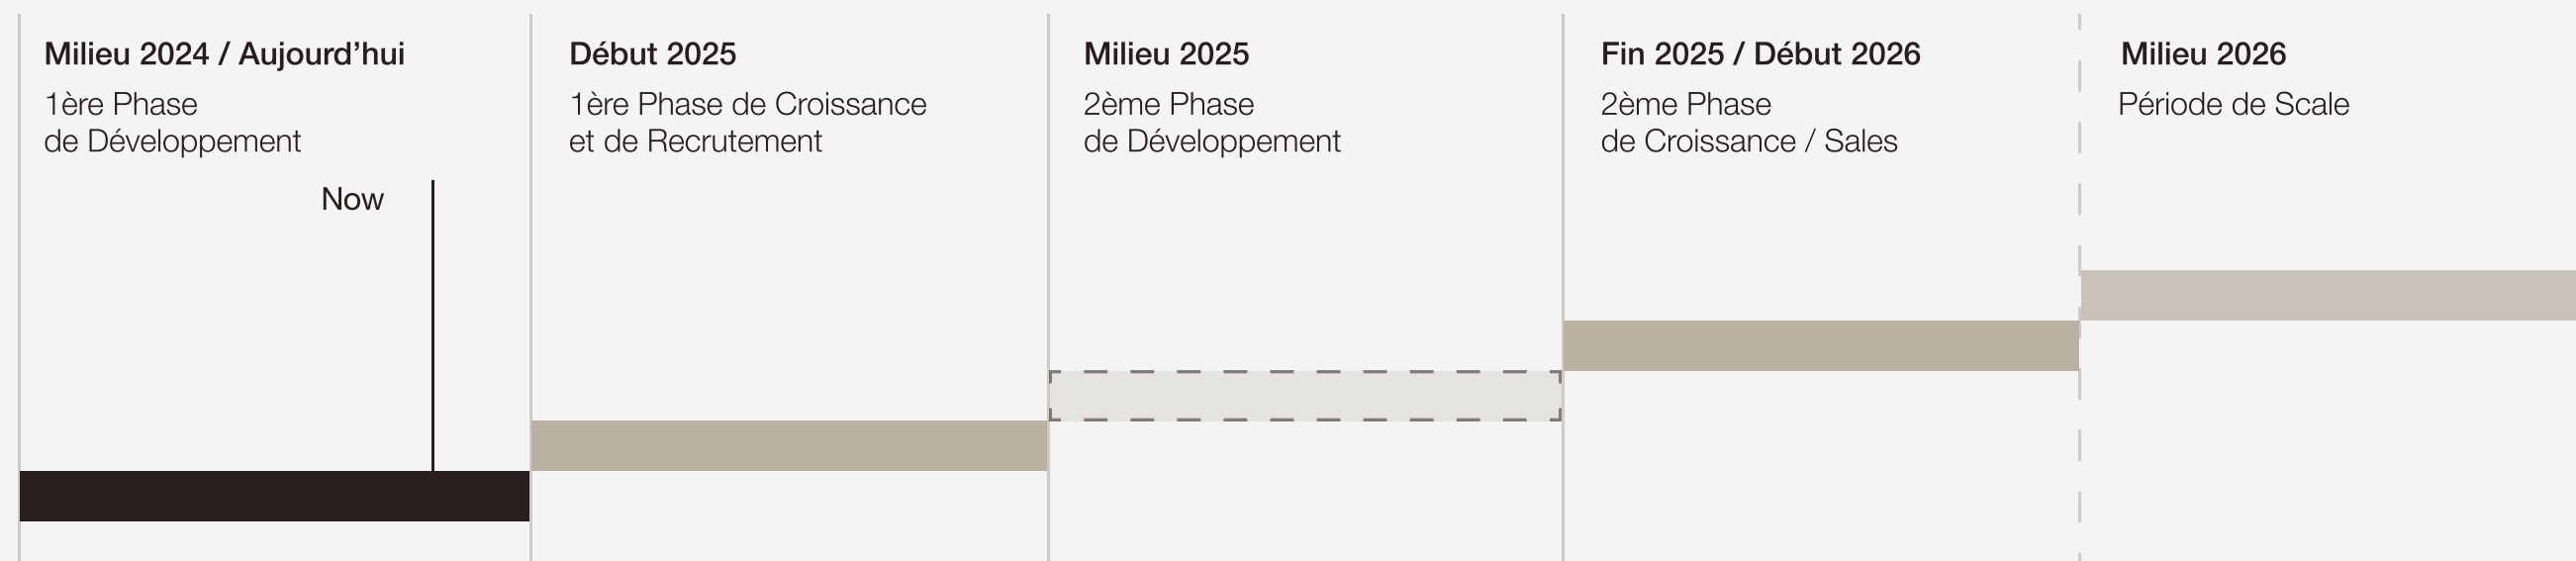 Milieu 2024 / Aujourd’hui
1ère Phase
de Développement
Now
Début 2025
1ère Phase de Croissance
et de Recrutement
Milieu 2025
2ème Phase
de Développement
Fin 2025 / Début 2026
2ème Phase
de Croissance / Sales
Milieu 2026
Période de Scale